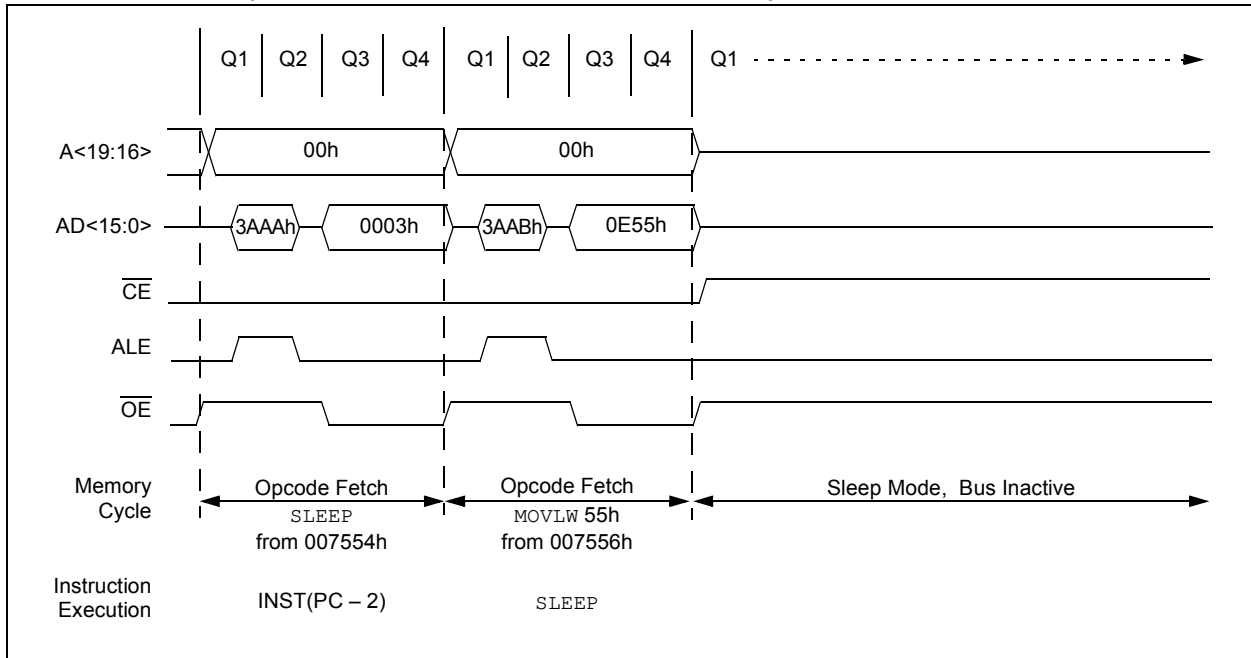 Q1 Q2 Q3 Q4 Q1 Q2 Q3 Q4 Q1
A<19:16> 00h 00h
AD<15:0> 3AAAh 0003h 3AABh 0E55h
CE
ALE
OE
Memory Cycle
Opcode Fetch
SLEEP
from 007554h
Opcode Fetch
MOVLW 55h
from 007556h
Sleep Mode, Bus Inactive
Instruction Execution
INST(PC – 2)
SLEEP